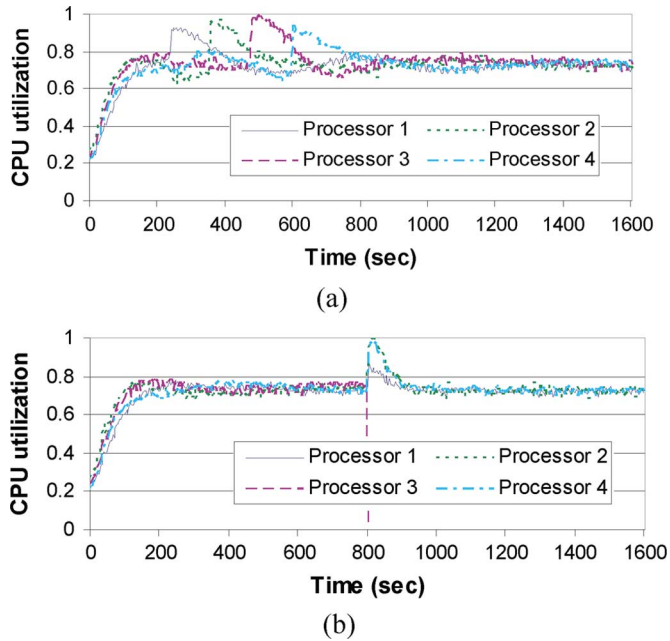 1
0.8
0.6
0.4
0.2
0
CPU utilization
Processor 1
Processor 2
Processor 3
Processor 4
0 200 400 600 800 1000 1200 1400 1600
Time (sec)
(a)
1
0.8
0.6
0.4
0.2
0
CPU utilization
Processor 1
Processor 2
Processor 3
Processor 4
0 200 400 600 800 1000 1200 1400 1600
Time (sec)
(b)